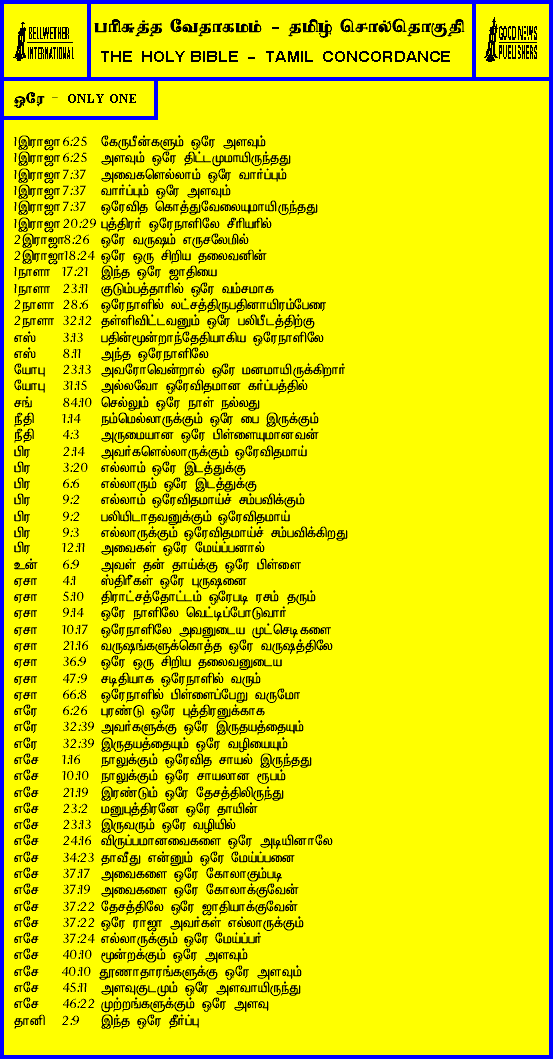 BELLWETHER
INTERNATIONAL
பரிசுத்த வேதாகமம் - தமிழ் சொல்தொகுதி
THE HOLY BIBLE - TAMIL CONCORDANCE
GOOD NEWS
PUBLISHERS
ஒரே - ONLY ONE
1இராஜா 6:25 கேருபீன்களும் ஒரே அளவும்
1இராஜா 6:25 அளவும் ஒரே திட்டமுமாயிருந்தது
1இராஜா 7:37 அவைகளெல்லாம் ஒரே வார்ப்பும்
1இராஜா 7:37 வார்ப்பும் ஒரே அளவும்
1இராஜா 7:37 ஒரேவித கொத்துவேலையுமாயிருந்தது
1இராஜா 20:29 புத்திரர் ஒரேநாளிலே சீரியரில்
2இராஜா8:26 ஒரே வருஷம் எருசலேமில்
2இராஜா18:24 ஒரே ஒரு சிறிய தலைவனின்
1நாளா 17:21 இந்த ஒரே ஜாதியை
1நாளா 23:11 குடும்பத்தாரில் ஒரே வம்சமாக
2நாளா 28:6 ஒரேநாளில் லட்சத்திருபதினாயிரம்பேரை
2நாளா 32:12 தள்ளிவிட்டவனும் ஒரே பலிபீடத்திற்கு
எஸ் 3:13 பதின்மூன்றாந்தேதியாகிய ஒரேநாளிலே
எஸ் 8:11 அந்த ஒரேநாளிலே
யோபு 23:13 அவரோவென்றால் ஒரே மனமாயிருக்கிறார்
யோபு 31:15 அல்லவோ ஒரேவிதமான கர்ப்பத்தில்
சங் 84:10 செல்லும் ஒரே நாள் நல்லது
நீதி 1:14 நம்மெல்லாருக்கும் ஒரே பை இருக்கும்
நீதி 4:3 அருமையான ஒரே பிள்ளையுமானவன்
பிர 2:14 அவர்களெல்லாருக்கும் ஒரேவிதமாய்
பிர 3:20 எல்லாம் ஒரே இடத்துக்கு
பிர 6:6 எல்லாரும் ஒரே இடத்துக்கு
பிர 9:2 எல்லாம் ஒரேவிதமாய்ச் சம்பவிக்கும்
பிர 9:2 பலியிடாதவனுக்கும் ஒரேவிதமாய்
பிர 9:3 எல்லாருக்கும் ஒரேவிதமாய்ச் சம்பவிக்கிறது
பிர 12:11 அவைகள் ஒரே மேய்ப்பனால்
உன் 6:9 அவள் தன் தாய்க்கு ஒரே பிள்ளை
ஏசா 4:1 ஸ்திரீகள் ஒரே புருஷனை
ஏசா 5:10 திராட்சத்தோட்டம் ஒரேபடி ரசம் தரும்
ஏசா 9:14 ஒரே நாளிலே வெட்டிப்போடுவார்
ஏசா 10:17 ஒரேநாளிலே அவனுடைய முட்செடிகளை
ஏசா 21:16 வருஷங்களுக்கொத்த ஒரே வருஷத்திலே
ஏசா 36:9 ஒரே ஒரு சிறிய தலைவனுடைய
ஏசா 47:9 சடிதியாக ஒரேநாளில் வரும்
ஏசா 66:8 ஒரேநாளில் பிள்ளைப்பேறு வருமோ
எரே 6:26 புரண்டு ஒரே புத்திரனுக்காக
எரே 32:39 அவர்களுக்கு ஒரே இருதயத்தையும்
எரே 32:39 இருதயத்தையும் ஒரே வழியையும்
எசே 1:16 நாலுக்கும் ஒரேவித சாயல் இருந்தது
எசே 10:10 நாலுக்கும் ஒரே சாயலான ரூபம்
எசே 21:19 இரண்டும் ஒரே தேசத்திலிருந்து
எசே 23:2 மனுபுத்திரனே ஒரே தாயின்
எசே 23:13 இருவரும் ஒரே வழியில்
எசே 24:16 விருப்பமானவைகளை ஒரே அடியினாலே
எசே 34:23 தாவீது என்னும் ஒரே மேய்ப்பனை
எசே 37:17 அவைகளை ஒரே கோலாகும்படி
எசே 37:19 அவைகளை ஒரே கோலாக்குவேன்
எசே 37:22 தேசத்திலே ஒரே ஜாதியாக்குவேன்
எசே 37:22 ஒரே ராஜா அவர்கள் எல்லாருக்கும்
எசே 37:24 எல்லாருக்கும் ஒரே மேய்ப்பர்
எசே 40:10 மூன்றக்கும் ஒரே அளவும்
எசே 40:10 தூணாதாரங்களுக்கு ஒரே அளவும்
எசே 45:11 அளவுகுடமும் ஒரே அளவாயிருந்து
எசே 46:22 முற்றங்களுக்கும் ஒரே அளவு
தானி 2:9 இந்த ஒரே தீர்ப்பு